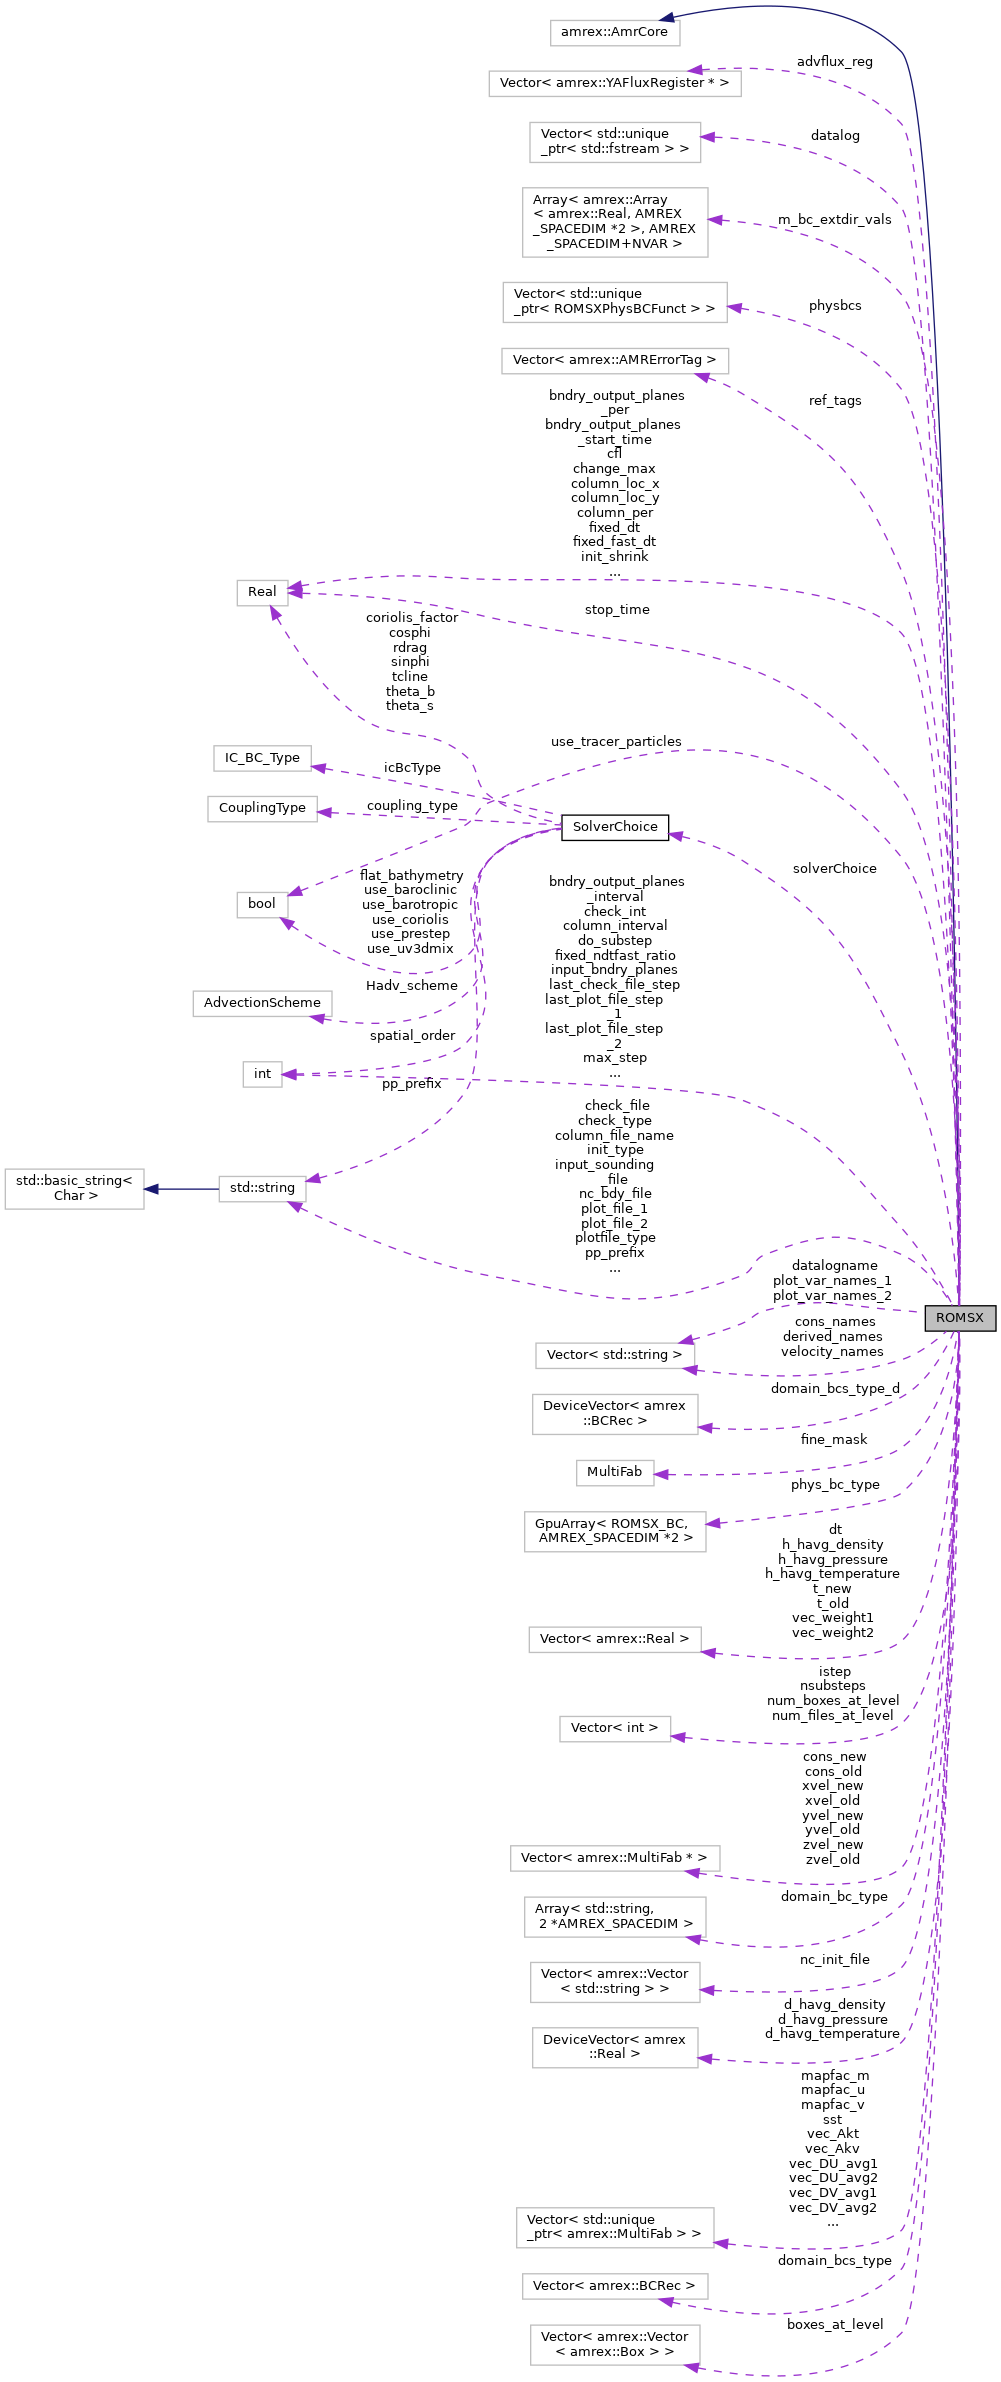 amrex::AmrCore
advflux_reg
Vector< amrex::YAFluxRegister * >
datalog
Vector< std::unique
_ptr< std::fstream > >
m_bc_extdir_vals
Array< amrex::Array
< amrex::Real, AMREX
_SPACEDIM *2 >, AMREX
_SPACEDIM+NVAR >
physbcs
Vector< std::unique
_ptr< ROMSXPhysBCFunct > >
Vector< amrex::AMRErrorTag >
ref_tags
bndry_output_planes
_per
bndry_output_planes
_start_time
cfl
change_max
column_loc_x
column_loc_y
column_per
fixed_dt
fixed_fast_dt
init_shrink
...
Real
stop_time
coriolis_factor
cosphi
rdrag
sinphi
tcline
theta_b
theta_s
use_tracer_particles
IC_BC_Type
icBcType
CouplingType
coupling_type
SolverChoice
solverChoice
flat_bathymetry
use_baroclinic
use_barotropic
use_coriolis
use_prestep
use_uv3dmix
bool
bndry_output_planes
_interval
check_int
column_interval
do_substep
fixed_ndtfast_ratio
input_bndry_planes
last_check_file_step
last_plot_file_step
_1
last_plot_file_step
_2
max_step
...
Hadv_scheme
AdvectionScheme
spatial_order
int
pp_prefix
check_file
check_type
column_file_name
init_type
input_sounding
_file
nc_bdy_file
plot_file_1
plot_file_2
plotfile_type
pp_prefix
...
std::basic_string<
Char >
std::string
datalogname
plot_var_names_1
plot_var_names_2
ROMSX
cons_names
derived_names
velocity_names
Vector< std::string >
domain_bcs_type_d
DeviceVector< amrex
::BCRec >
fine_mask
MultiFab
phys_bc_type
GpuArray< ROMSX_BC,
AMREX_SPACEDIM *2 >
dt
h_havg_density
h_havg_pressure
h_havg_temperature
t_new
t_old
vec_weight1
vec_weight2
Vector< amrex::Real >
istep
nsubsteps
num_boxes_at_level
num_files_at_level
Vector< int >
cons_new
cons_old
xvel_new
xvel_old
yvel_new
yvel_old
zvel_new
zvel_old
Vector< amrex::MultiFab * >
domain_bc_type
Array< std::string,
2 *AMREX_SPACEDIM >
nc_init_file
Vector< amrex::Vector
< std::string > >
d_havg_density
d_havg_pressure
d_havg_temperature
DeviceVector< amrex
::Real >
mapfac_m
mapfac_u
mapfac_v
sst
vec_Akt
vec_Akv
vec_DU_avg1
vec_DU_avg2
vec_DV_avg1
vec_DV_avg2
...
Vector< std::unique
_ptr< amrex::MultiFab > >
domain_bcs_type
Vector< amrex::BCRec >
boxes_at_level
Vector< amrex::Vector
< amrex::Box > >